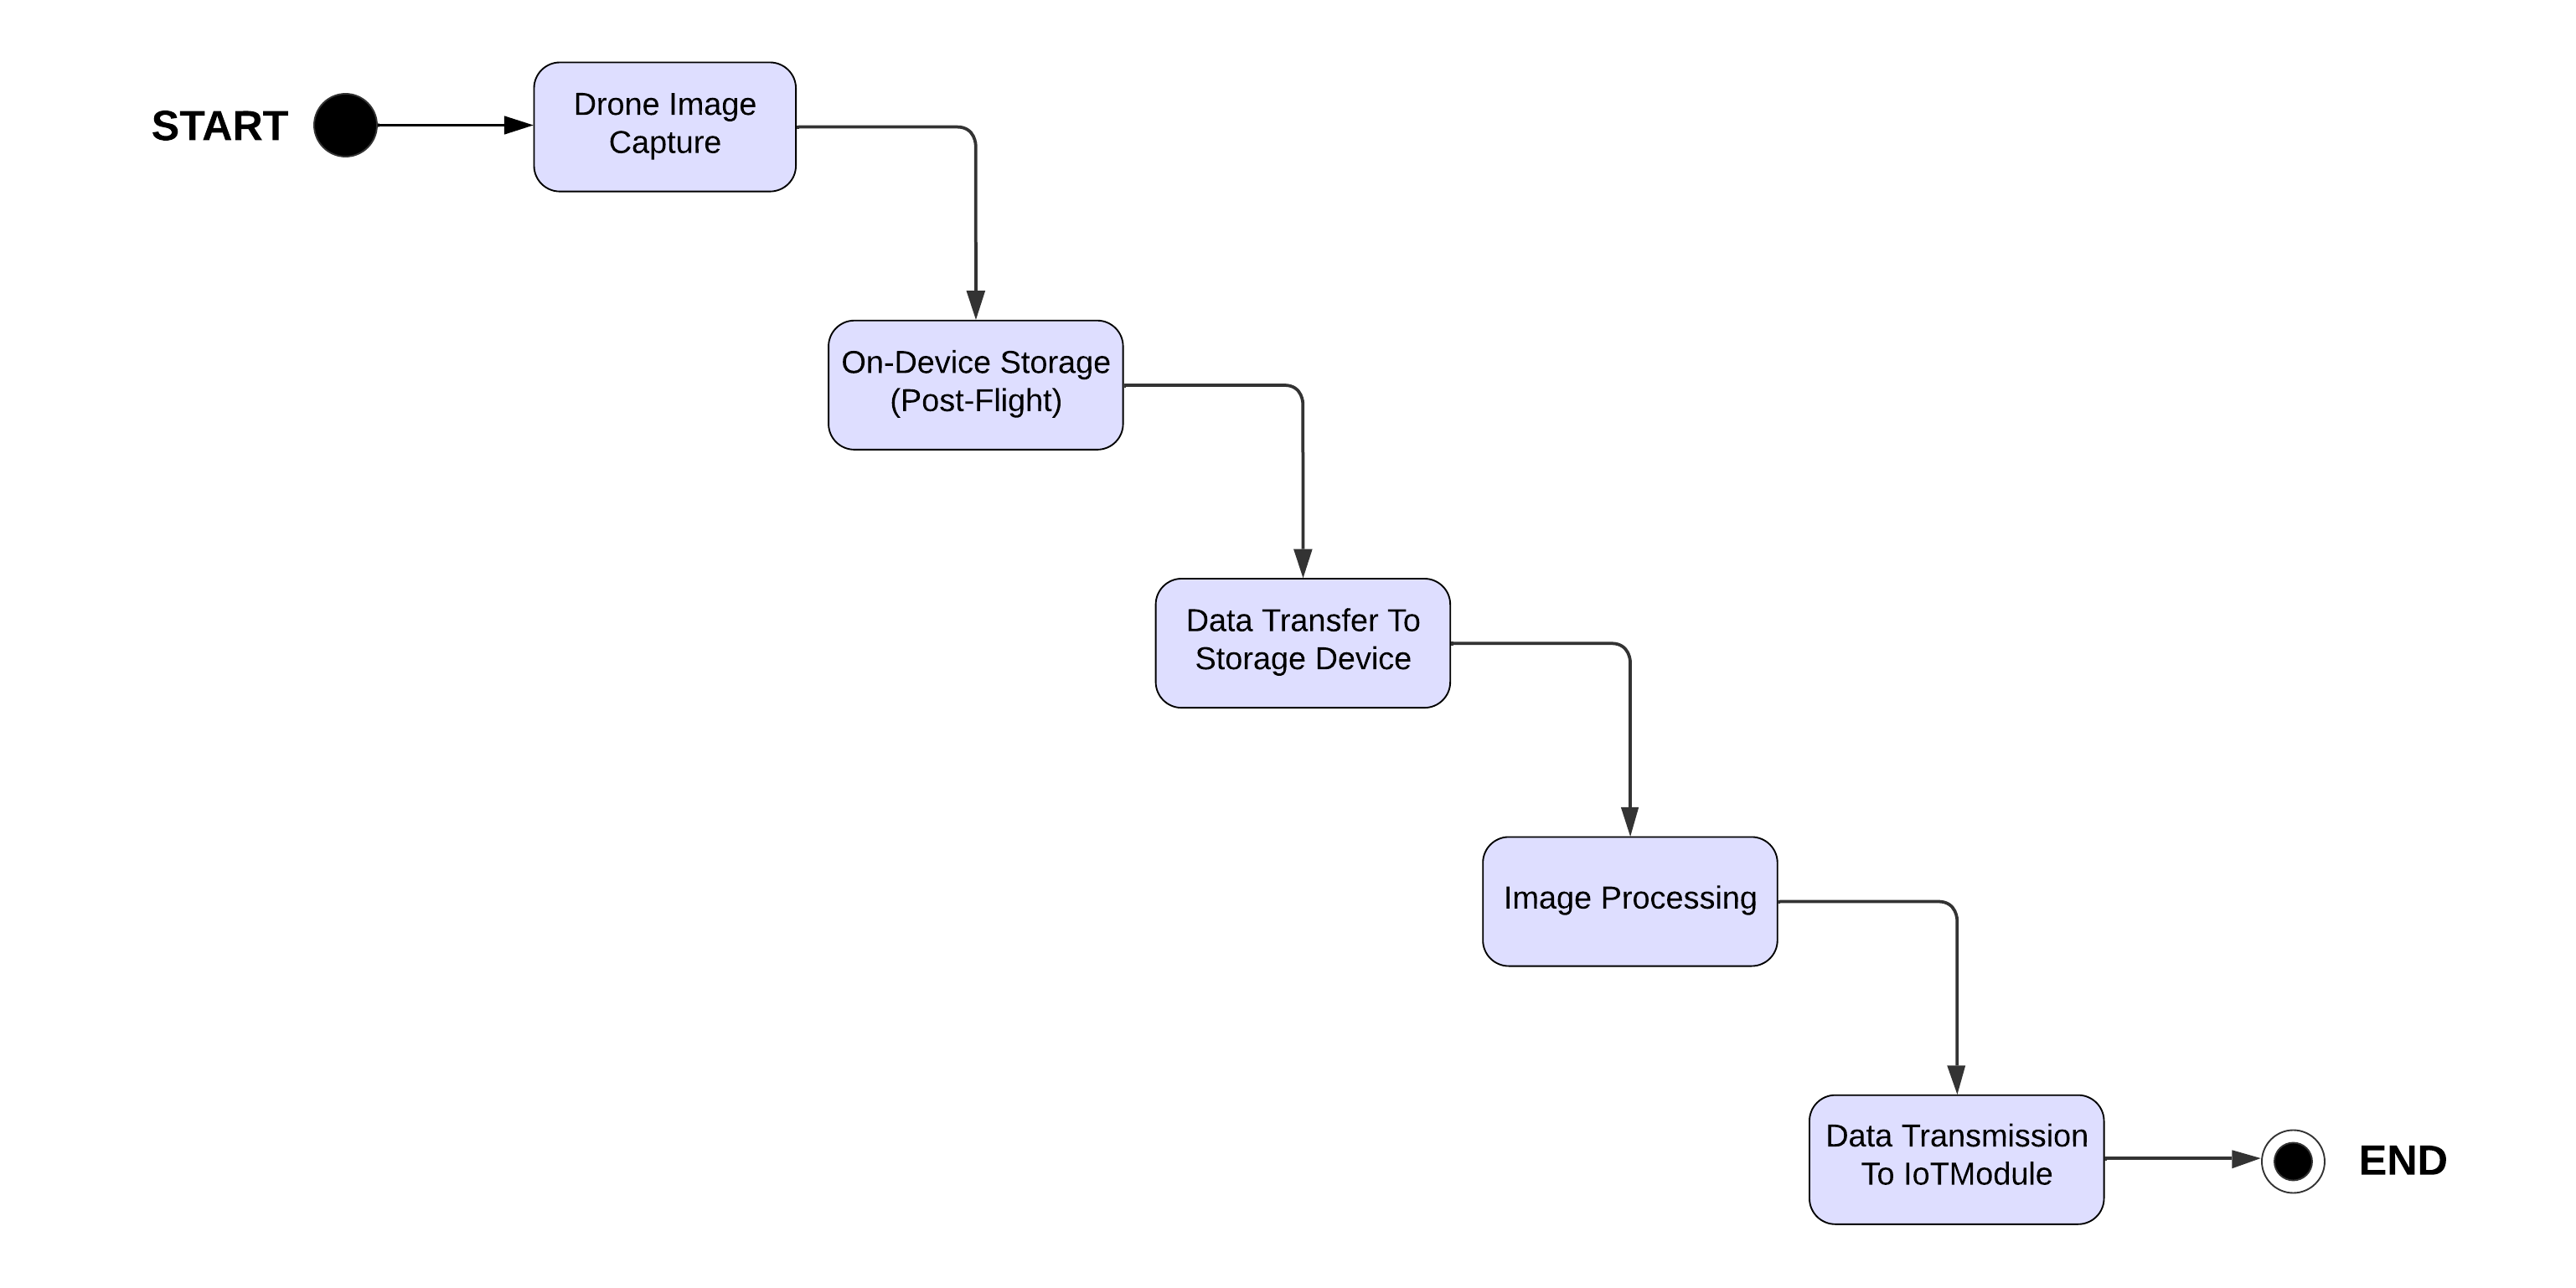 START
Drone Image
Capture
On-Device Storage
(Post-Flight)
Data Transfer To
Storage Device
Image Processing
Data Transmission
To IoTModule
END